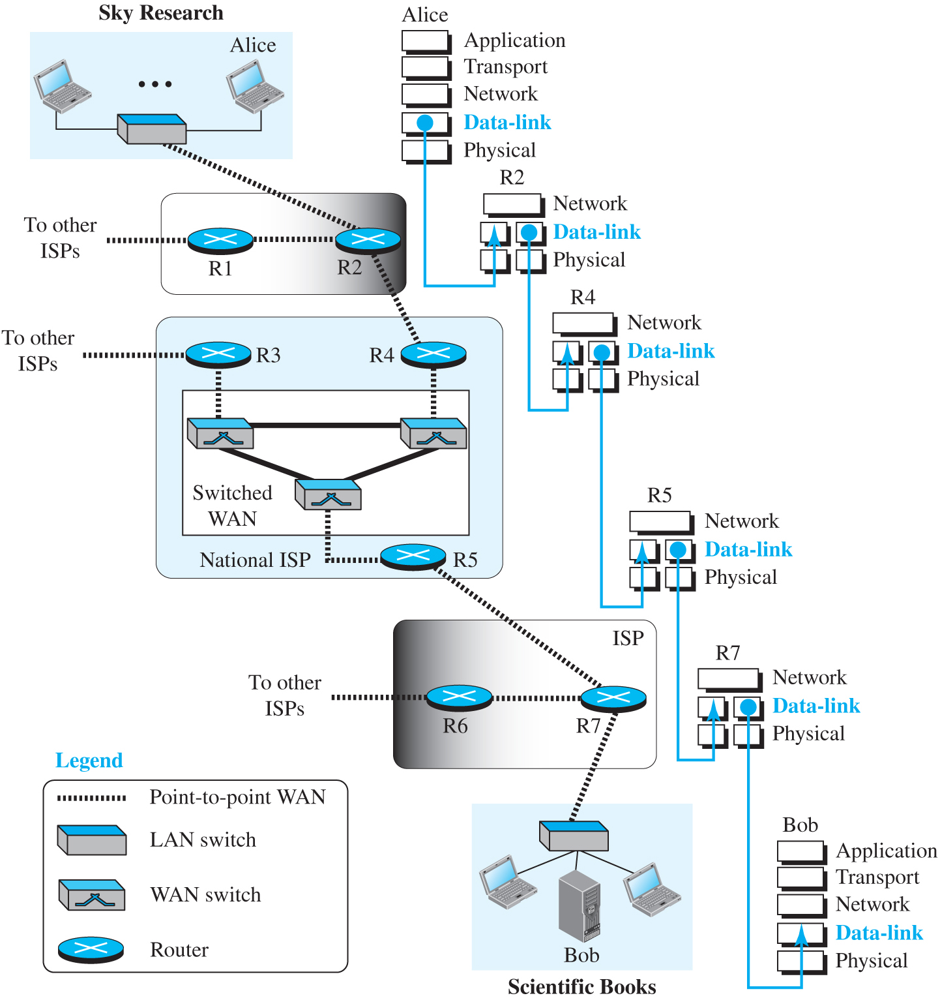 Sky Research
Alice
To other
ISPs
R1
R2
To other
ISPs
R3
R4
Switched
WAN
National ISP
R5
ISP
To other
ISPs
R6
R7
Bob
Scientific Books
Alice
Application
Transport
Network
Data-link
Physical
R2
Network
Data-link
Physical
R4
Network
Data-link
Physical
R5
Network
Data-link
Physical
R7
Network
Data-link
Physical
Bob
Application
Transport
Network
Data-link
Physical
Legend
Point-to-point WAN
LAN switch
WAN switch
Router